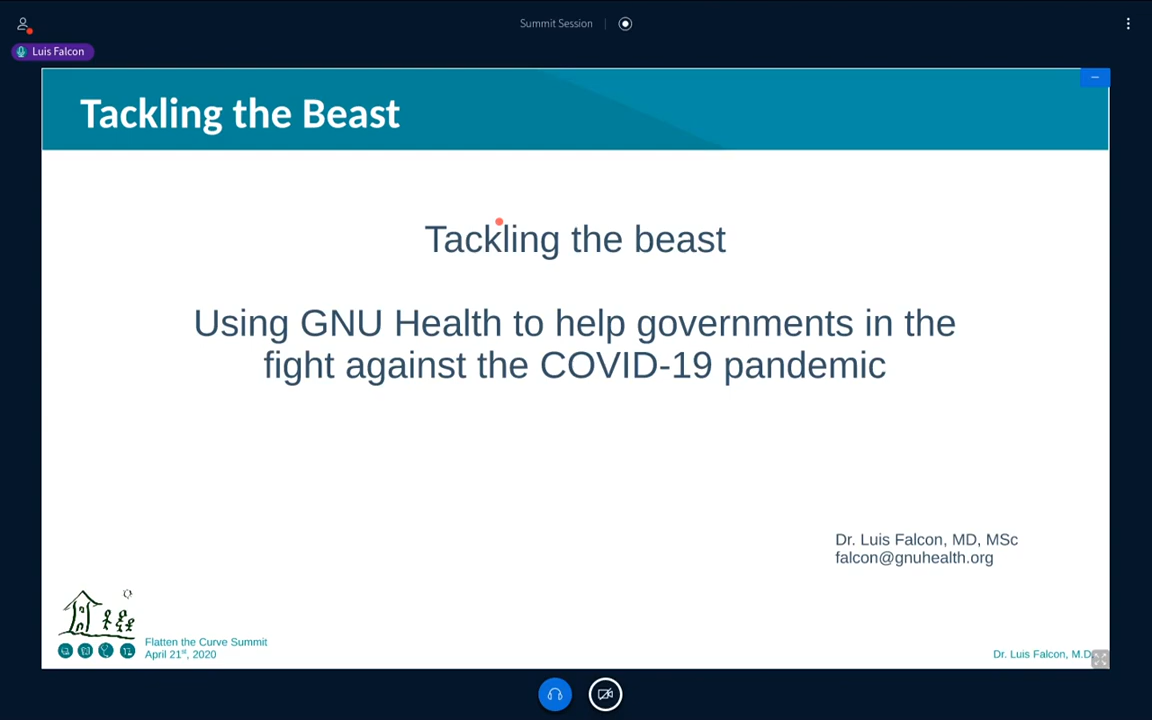 Summit Session
Luis Falcon
Tackling the Beast
Tackling the beast
Using GNU Health to help governments in the
fight against the COVID-19 pandemic
Dr. Luis Falcon, MD, MSc
falcon@gnuhealth.org
Flatten the Curve Summit
April 21st, 2020
Dr. Luis Falcon, M.D